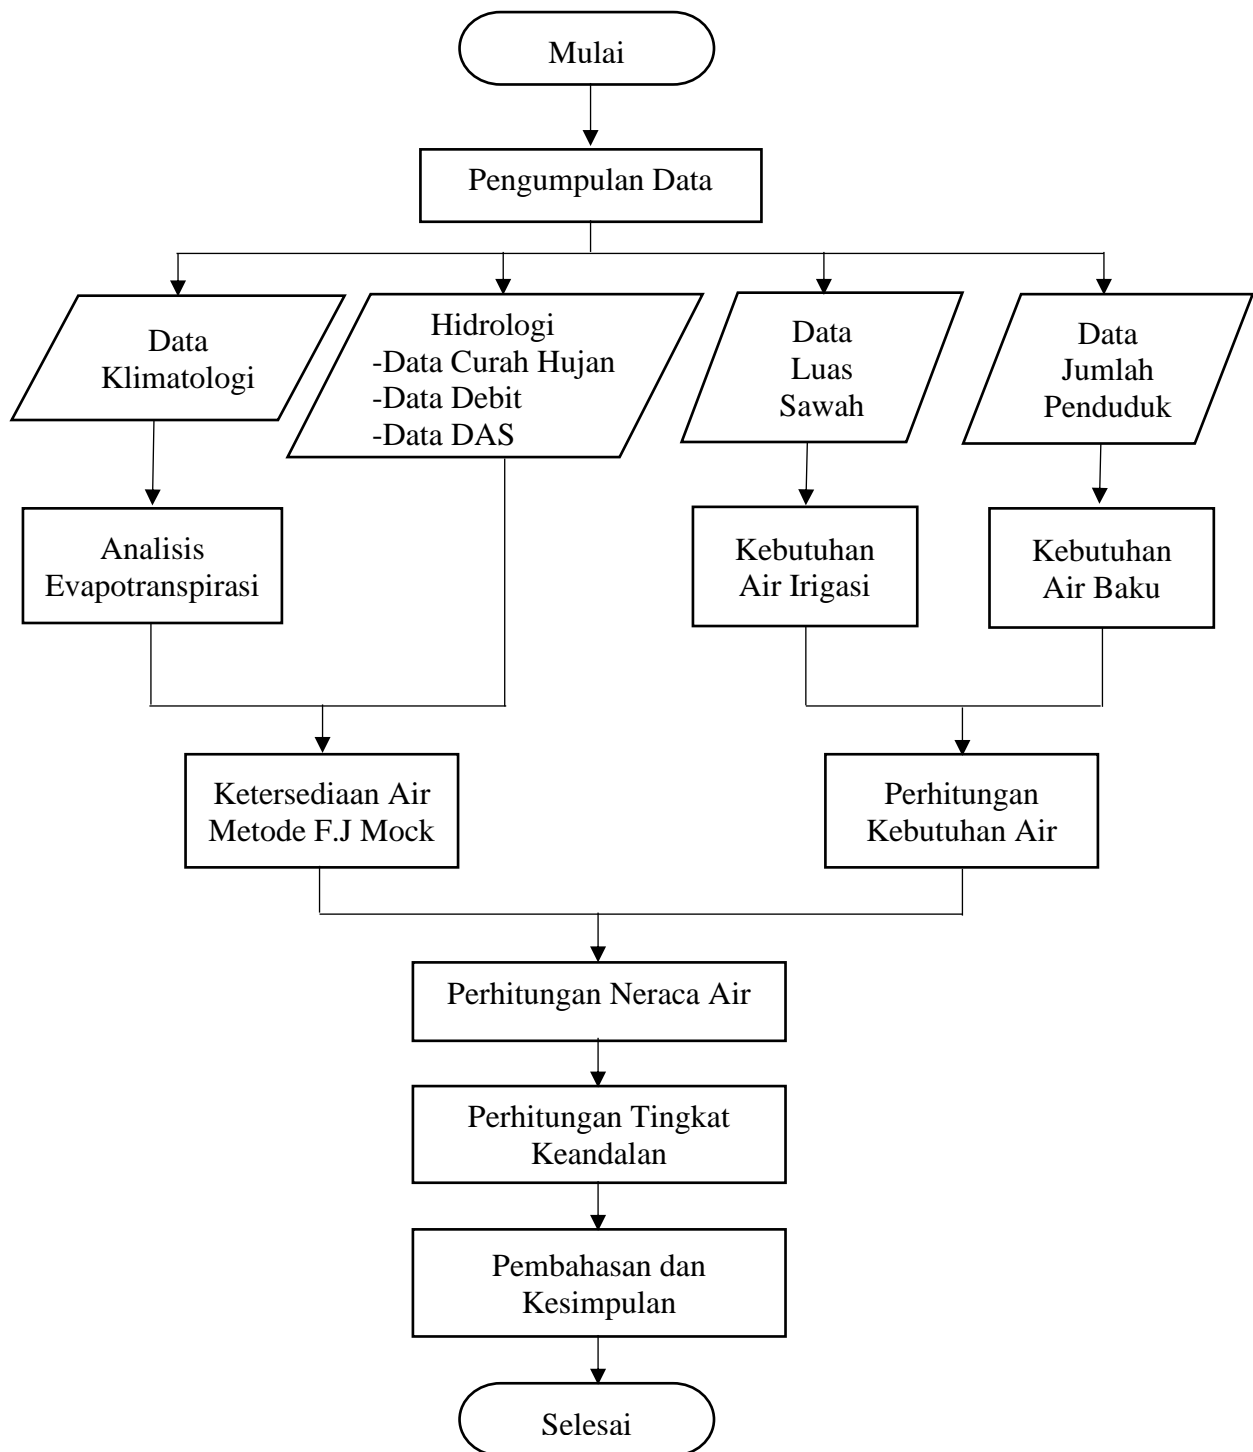 Mulai
Pengumpulan Data
Data
Klimatologi
Hidrologi
-Data Curah Hujan
-Data Debit
-Data DAS
Data
Luas
Sawah
Data
Jumlah
Penduduk
Analisis
Evapotranspirasi
Kebutuhan
Air Irigasi
Kebutuhan
Air Baku
Ketersediaan Air
Metode F.J Mock
Perhitungan
Kebutuhan Air
Perhitungan Neraca Air
Perhitungan Tingkat
Keandalan
Pembahasan dan
Kesimpulan
Selesai